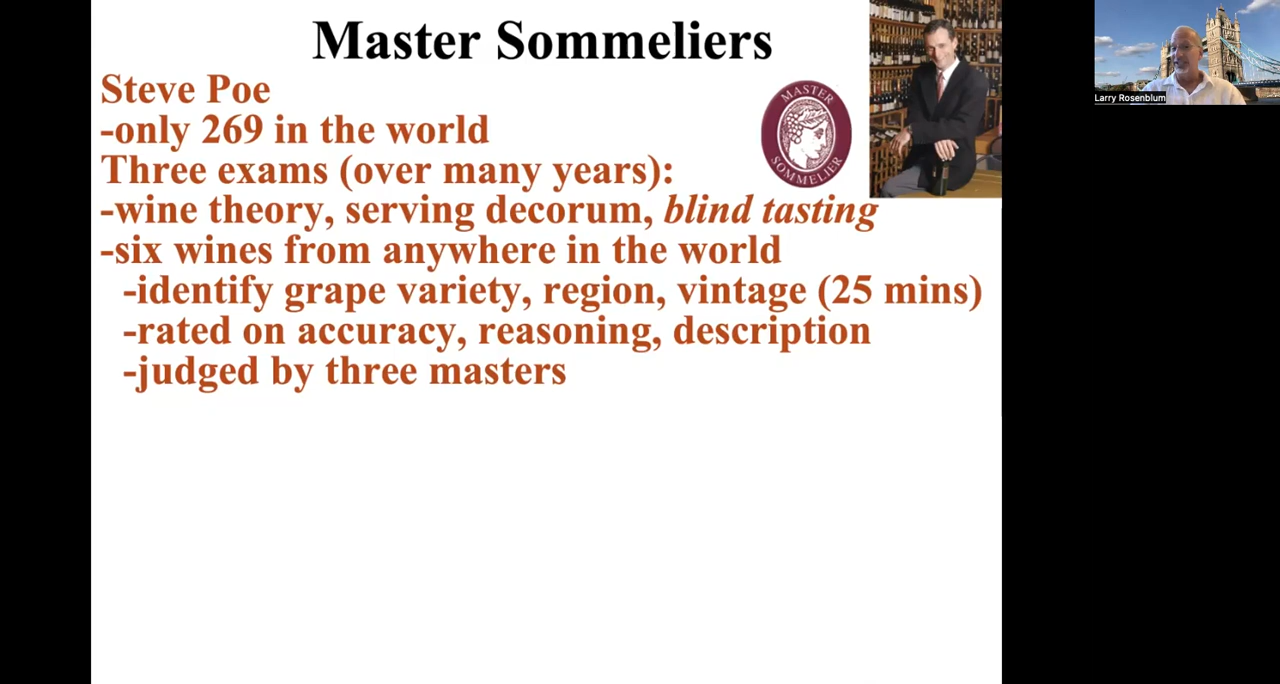 Master Sommeliers
Steve Poe
-only 269 in the world
Three exams (over many years):
-wine theory, serving decorum, blind tasting
-six wines from anywhere in the world
-identify grape variety, region, vintage (25 mins)
-rated on accuracy, reasoning, description
-judged by three masters
MASTER
SOMMELIER
Larry Rosenblum